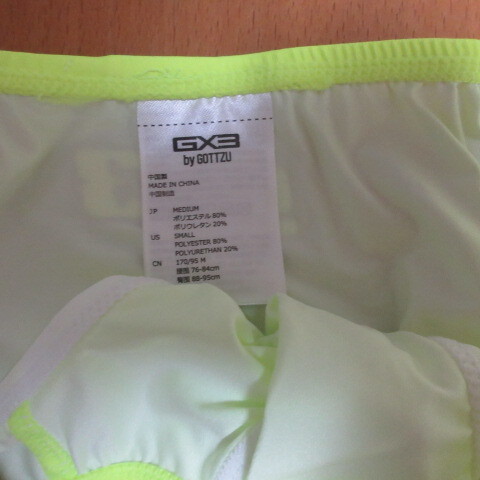 GX3
by GOTTZU
中国製
MADE IN CHINA
中国制造
JP MEDIUM
ポリエステル 80%
ポリウレタン 20%
US SMALL
POLYESTER 80%
POLYURETHAN 20%
CN 170/95 M
腰围 76-84cm
臀围 88-95cm